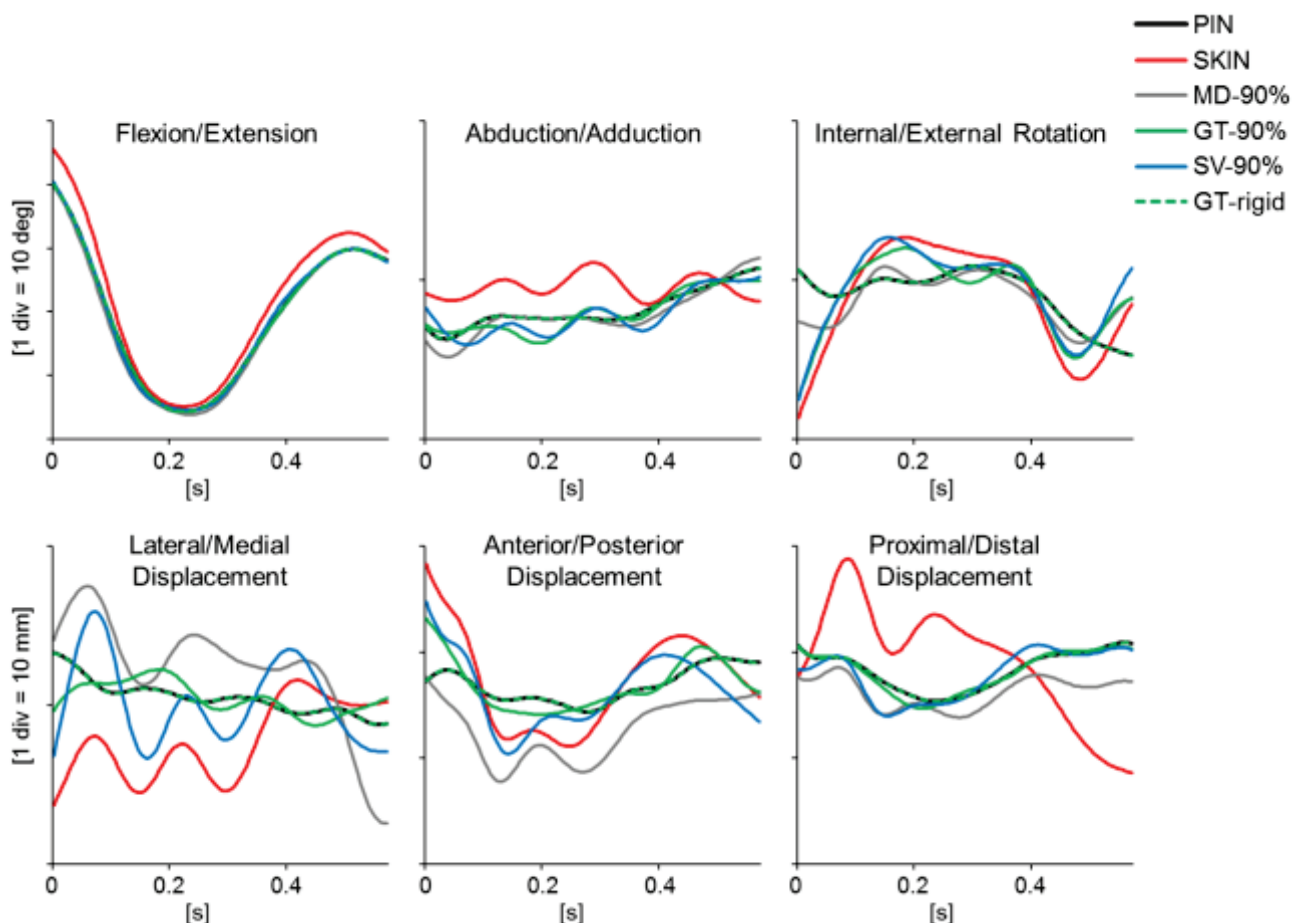 PIN
SKIN
MD-90%
GT-90%
SV-90%
GT-rigid
Flexion/Extension
Abduction/Adduction
Internal/External Rotation
[1 div = 10 deg]
0 0.2 0.4
[s]
0 0.2 0.4
[s]
0 0.2 0.4
[s]
Lateral/Medial
Displacement
Anterior/Posterior
Displacement
Proximal/Distal
Displacement
[1 div = 10 mm]
0 0.2 0.4
[s]
0 0.2 0.4
[s]
0 0.2 0.4
[s]